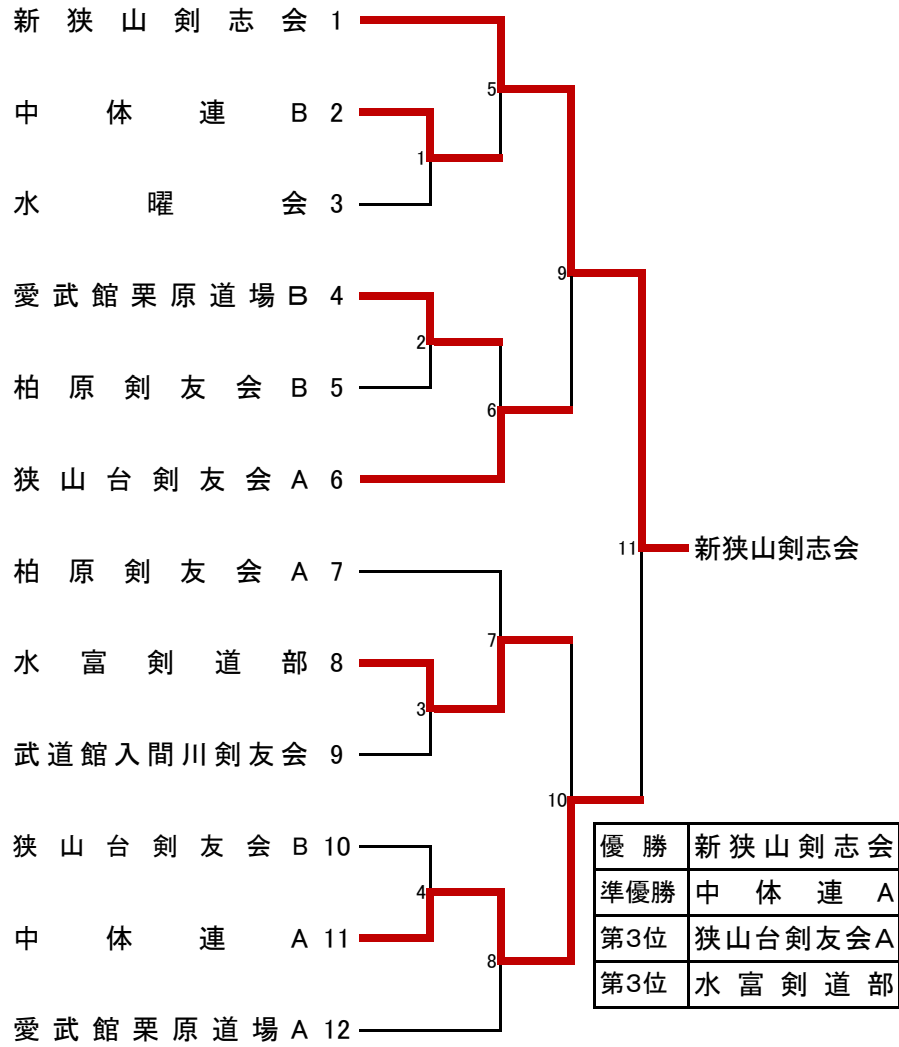 新狭山剣志会 1
5
中体連B 2
1
水曜会 3
9
愛武館栗原道場B 4
2
柏原剣友会B 5
6
狭山台剣友会A 6
11 新狭山剣志会
柏原剣友会A 7
7
水富剣道部 8
3
武道館入間川剣友会 9
10
狭山台剣友会B 10
4
中体連A 11
8
愛武館栗原道場A 12
優勝 新狭山剣志会
準優勝 中体連A
第3位 狭山台剣友会A
第3位 水富剣道部